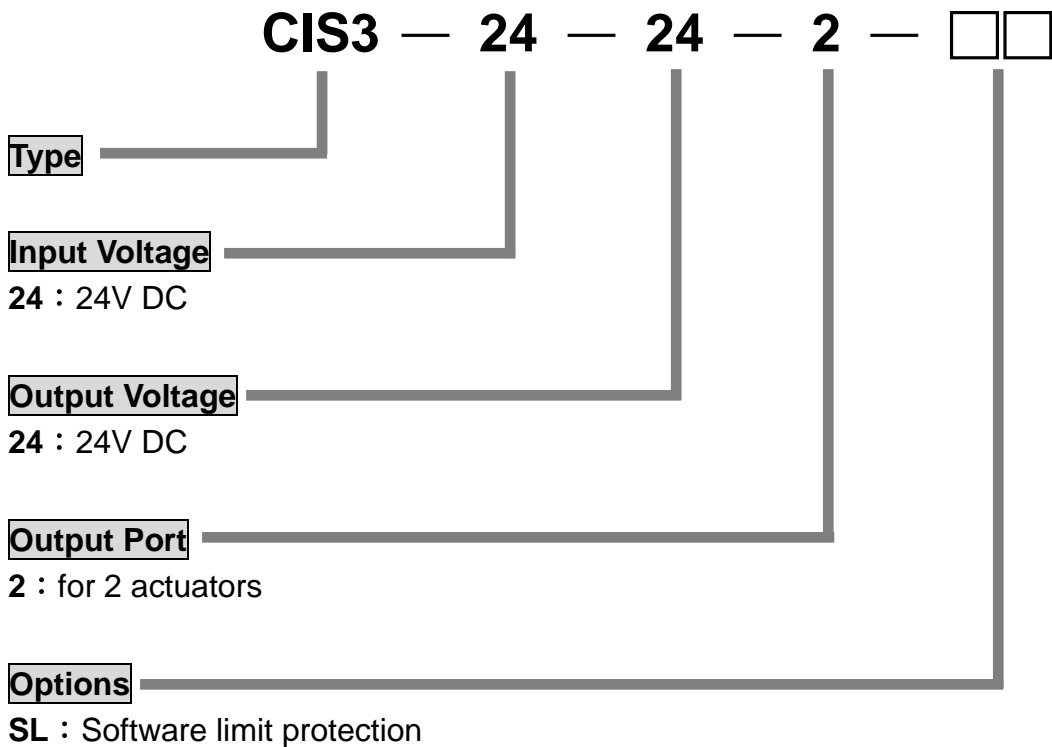 CIS3 — 24 — 24 — 2 — □□
Type
Input Voltage
24：24V DC
Output Voltage
24：24V DC
Output Port
2：for 2 actuators
Options
SL：Software limit protection